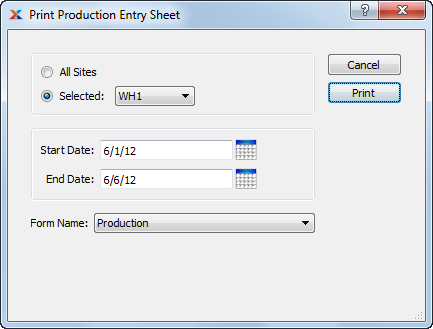 Print Production Entry Sheet
All Sites
Selected: WH1
Cancel
Print
Start Date: 6/1/12
End Date: 6/6/12
Form Name: Production